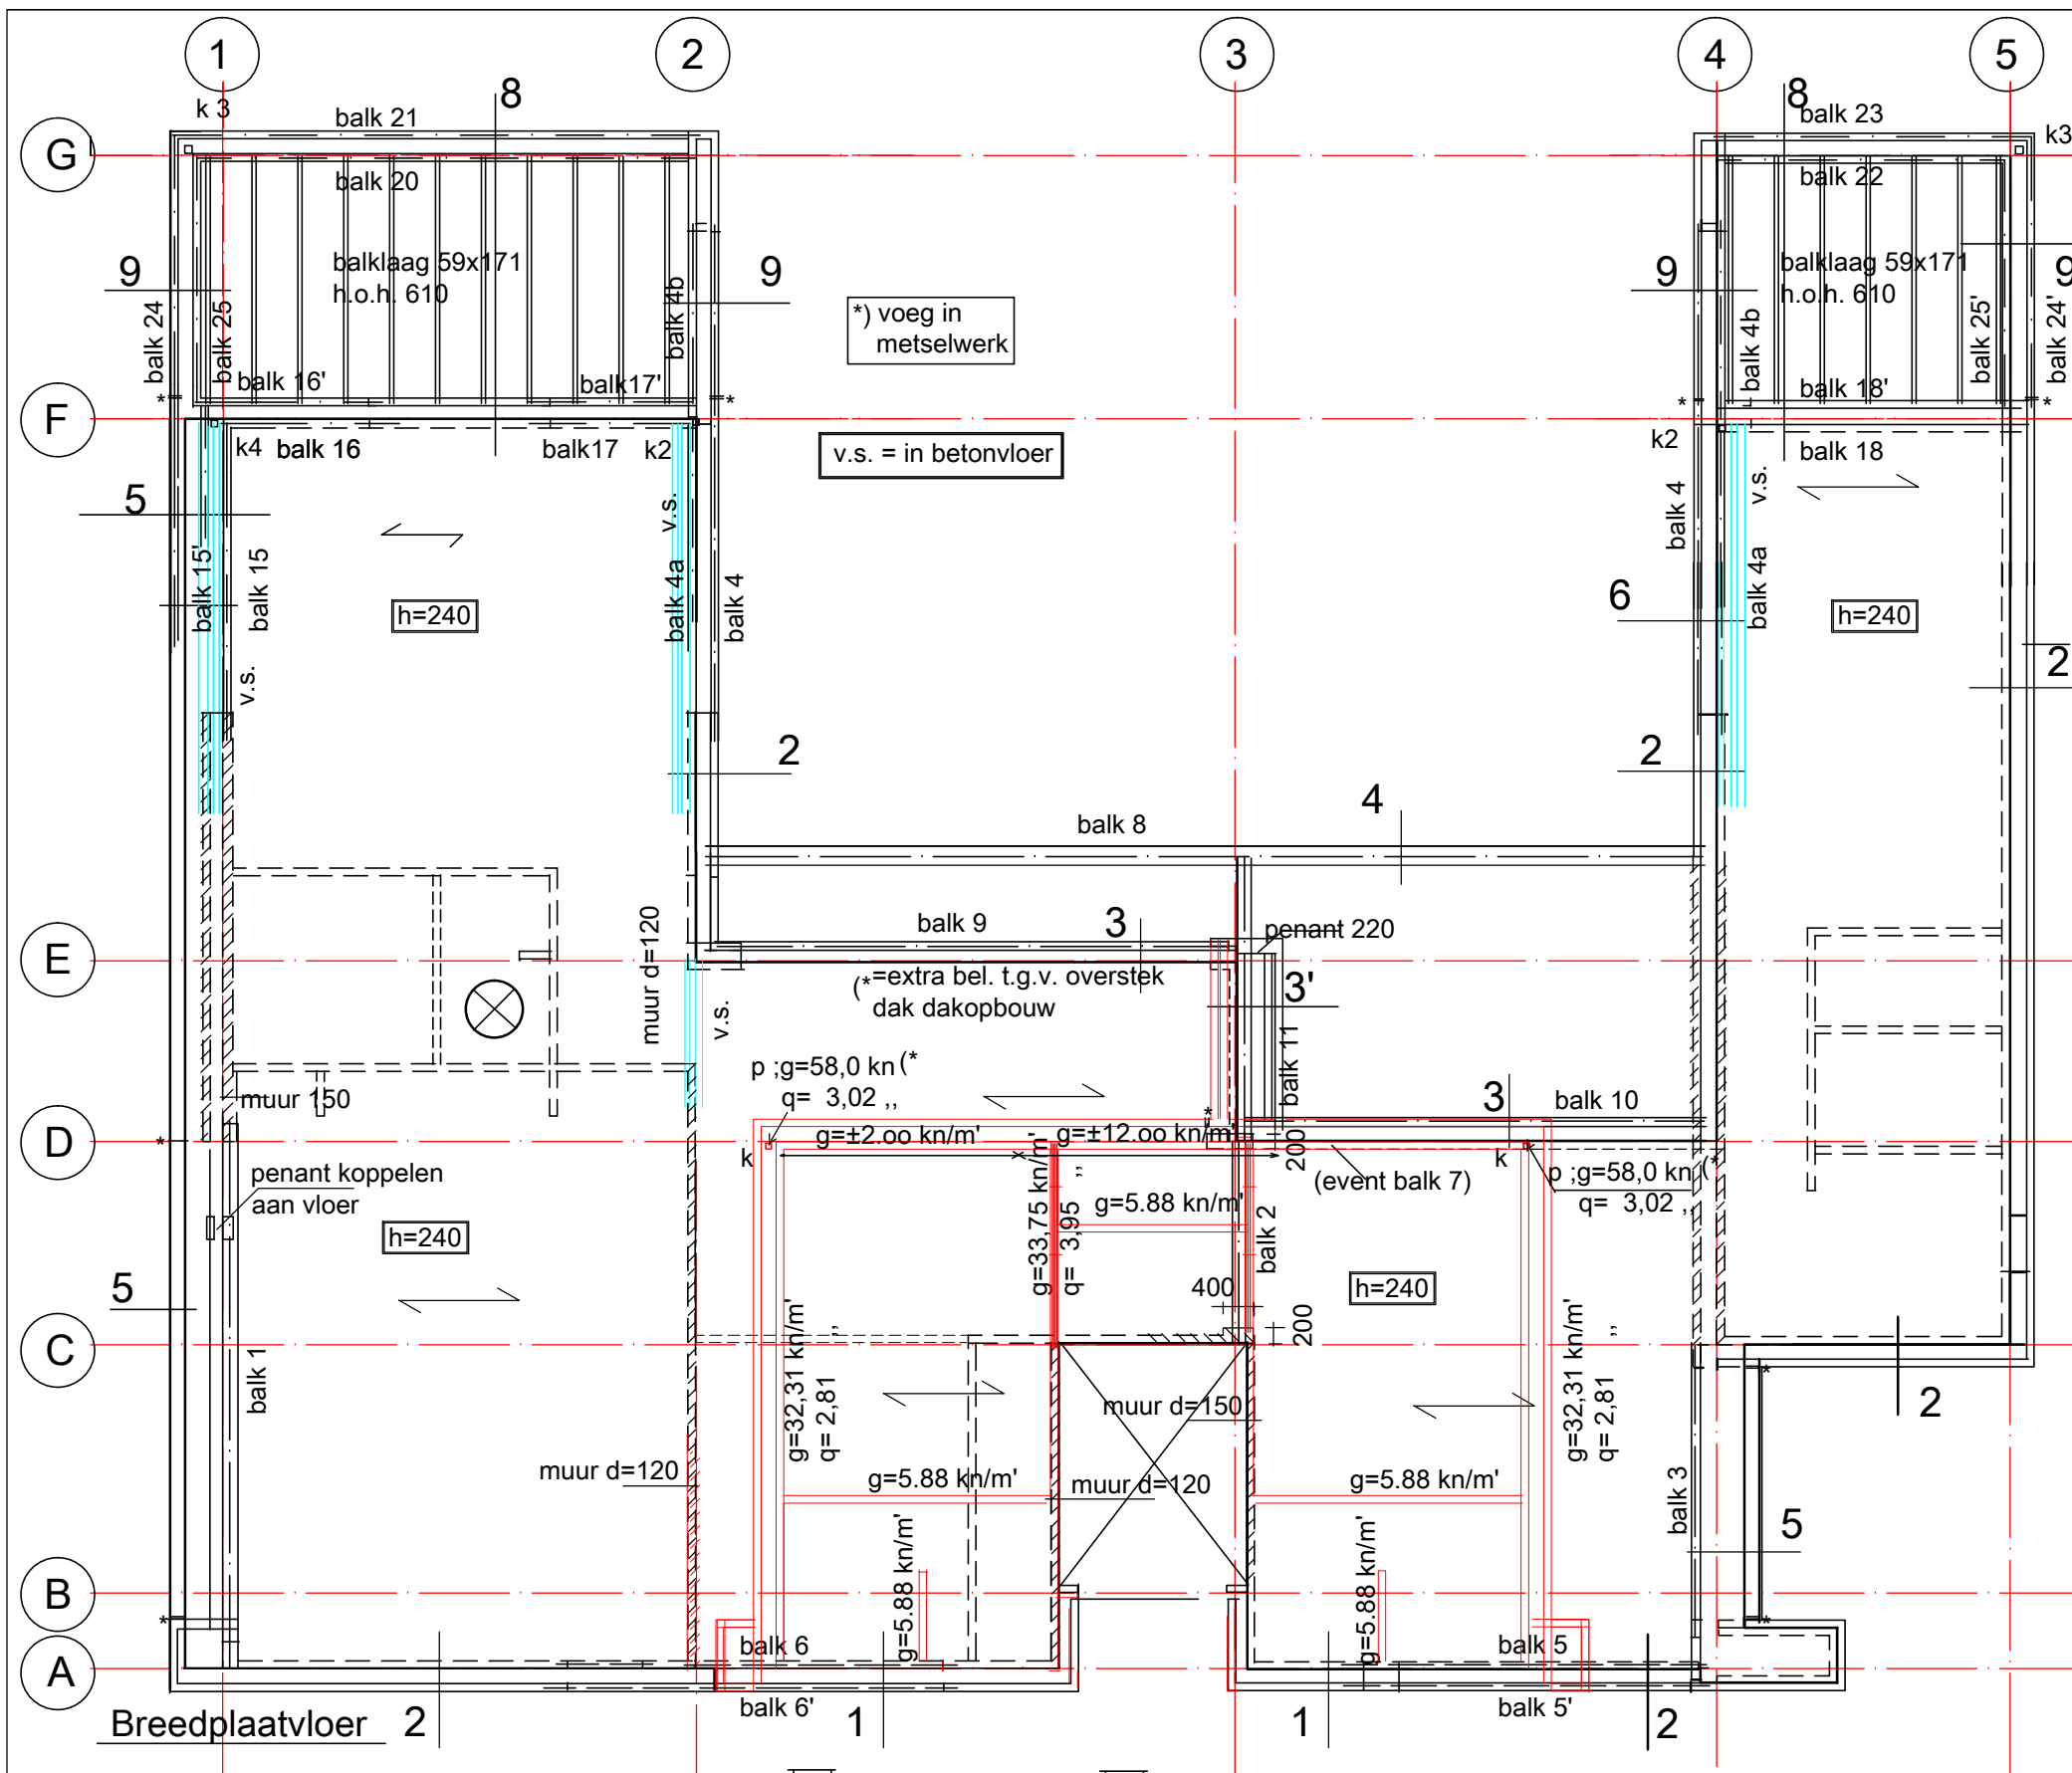 1
2
3
4
5
k 3
balk 21
8
8
balk 23
k3
G
balk 20
balk 22
balklaag 59x171
h.o.h. 610
balklaag 59x171
h.o.h. 610
9
9
9
9
*) voeg in
metselwerk
balk 24
balk 25
balk 4b
balk 4b
balk 25'
balk 24'
balk 16'
balk17'
balk 18'
*
*
*
*
F
k4
balk 16
balk17
k2
v.s. = in betonvloer
k2
balk 18
5
v.s.
balk 4
v.s.
balk 15'
balk 15
h=240
balk 4a
balk 4
6
balk 4a
h=240
2
v.s.
2
2
balk 8
4
muur d=120
balk 9
3
penant 220
E
(*=extra bel. t.g.v. overstek
dak dakopbouw
3'
v.s.
balk 11
p ;g=58,0 kn(*
q= 3,02 ,,
muur 150
3
balk 10
*
D
*
g=±2.oo kn/m'
g=±12.oo kn/m'
200
k
x
k
penant koppelen
aan vloer
(event balk 7)
p ;g=58,0 kn (*
q= 3,02 ,,
g=33,75 kn/m'
q= 3,95 ,,
g=5.88 kn/m'
balk 2
h=240
400
h=240
200
5
C
balk 1
g=32,31 kn/m'
q= 2,81 ,,
muur d=150
g=32,31 kn/m'
q= 2,81 ,,
*
2
muur d=120
g=5.88 kn/m'
muur d=120
g=5.88 kn/m'
balk 3
5
g=5.88 kn/m'
g=5.88 kn/m'
B
*
*
A
balk 6
balk 5
balk 6'
balk 5'
Breedplaatvloer
2
1
1
2